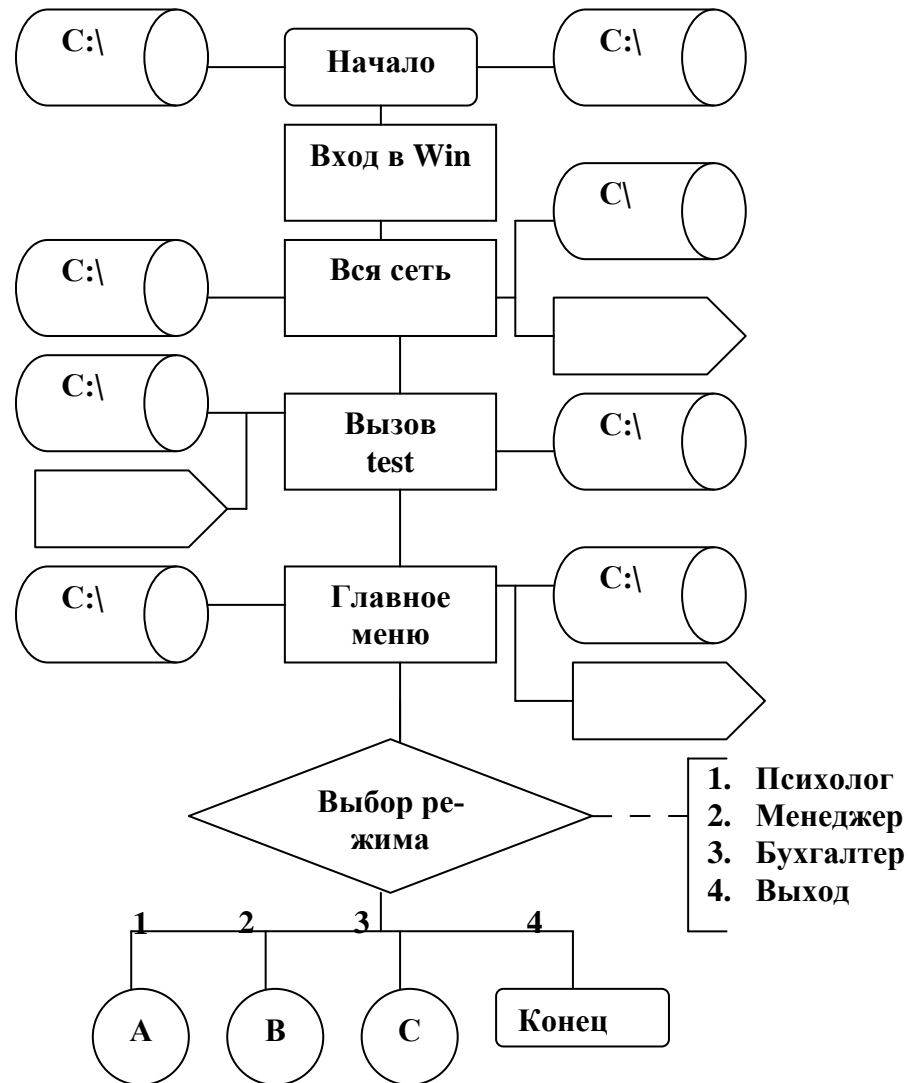 C:\
Начало
C:\
Вход в Win
C\
C:\
Вся сеть
C:\
Вызов
test
C:\
C:\
Главное
меню
C:\
Выбор ре-
жима
1. Психолог
2. Менеджер
3. Бухгалтер
4. Выход
1
2
3
4
A
B
C
Конец